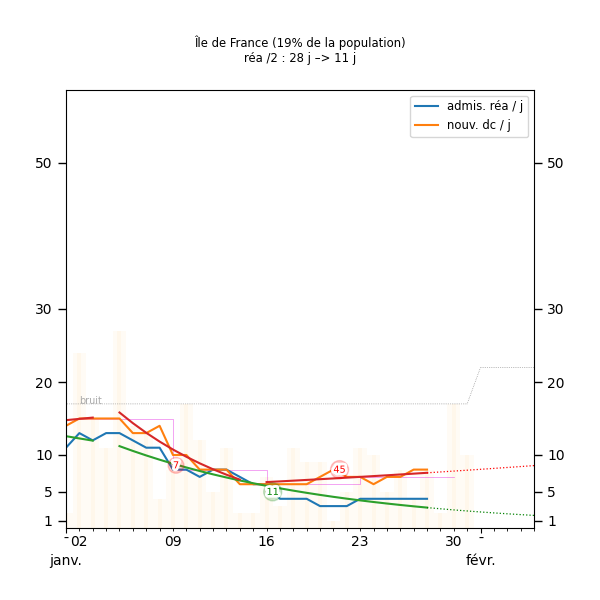 Île de France (19% de la population)
réa /2 : 28 j –> 11 j
admis. réa / j
nouv. dc / j
50 50
30 30
20 20
bruit
10 10
7
45
11
5 5
1 1
02 09 16 23 30 -
janv. févr.